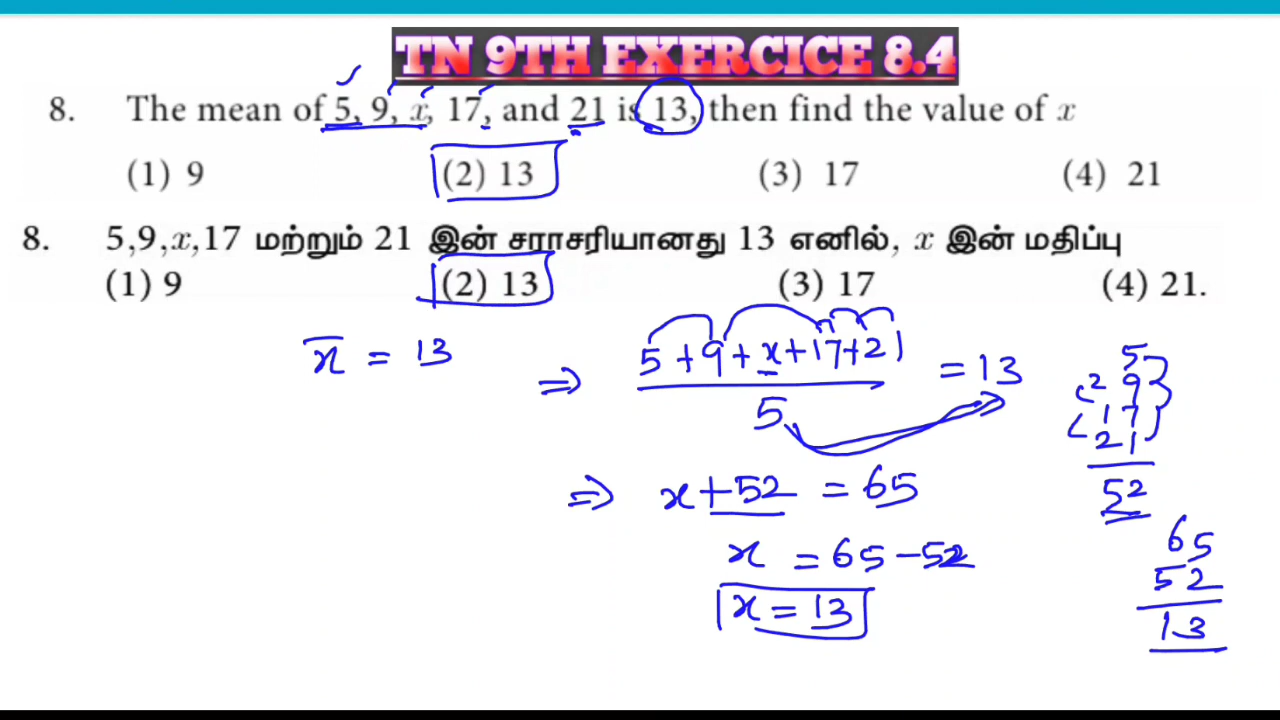 TN 9TH EXERCICE 8.4
8. The mean of 5, 9, x, 17, and 21 is 13, then find the value of x
(1) 9 (2) 13 (3) 17 (4) 21
8. 5,9,x,17 மற்றும் 21 இன் சராசரியானது 13 எனில், x இன் மதிப்பு
(1) 9 (2) 13 (3) 17 (4) 21.
x̅ = 13
⇒ 5+9+x+17+21 = 13
5
⇒ x+52 = 65
x = 65-52
x = 13
5
2 9
17
21
52
65
52
13